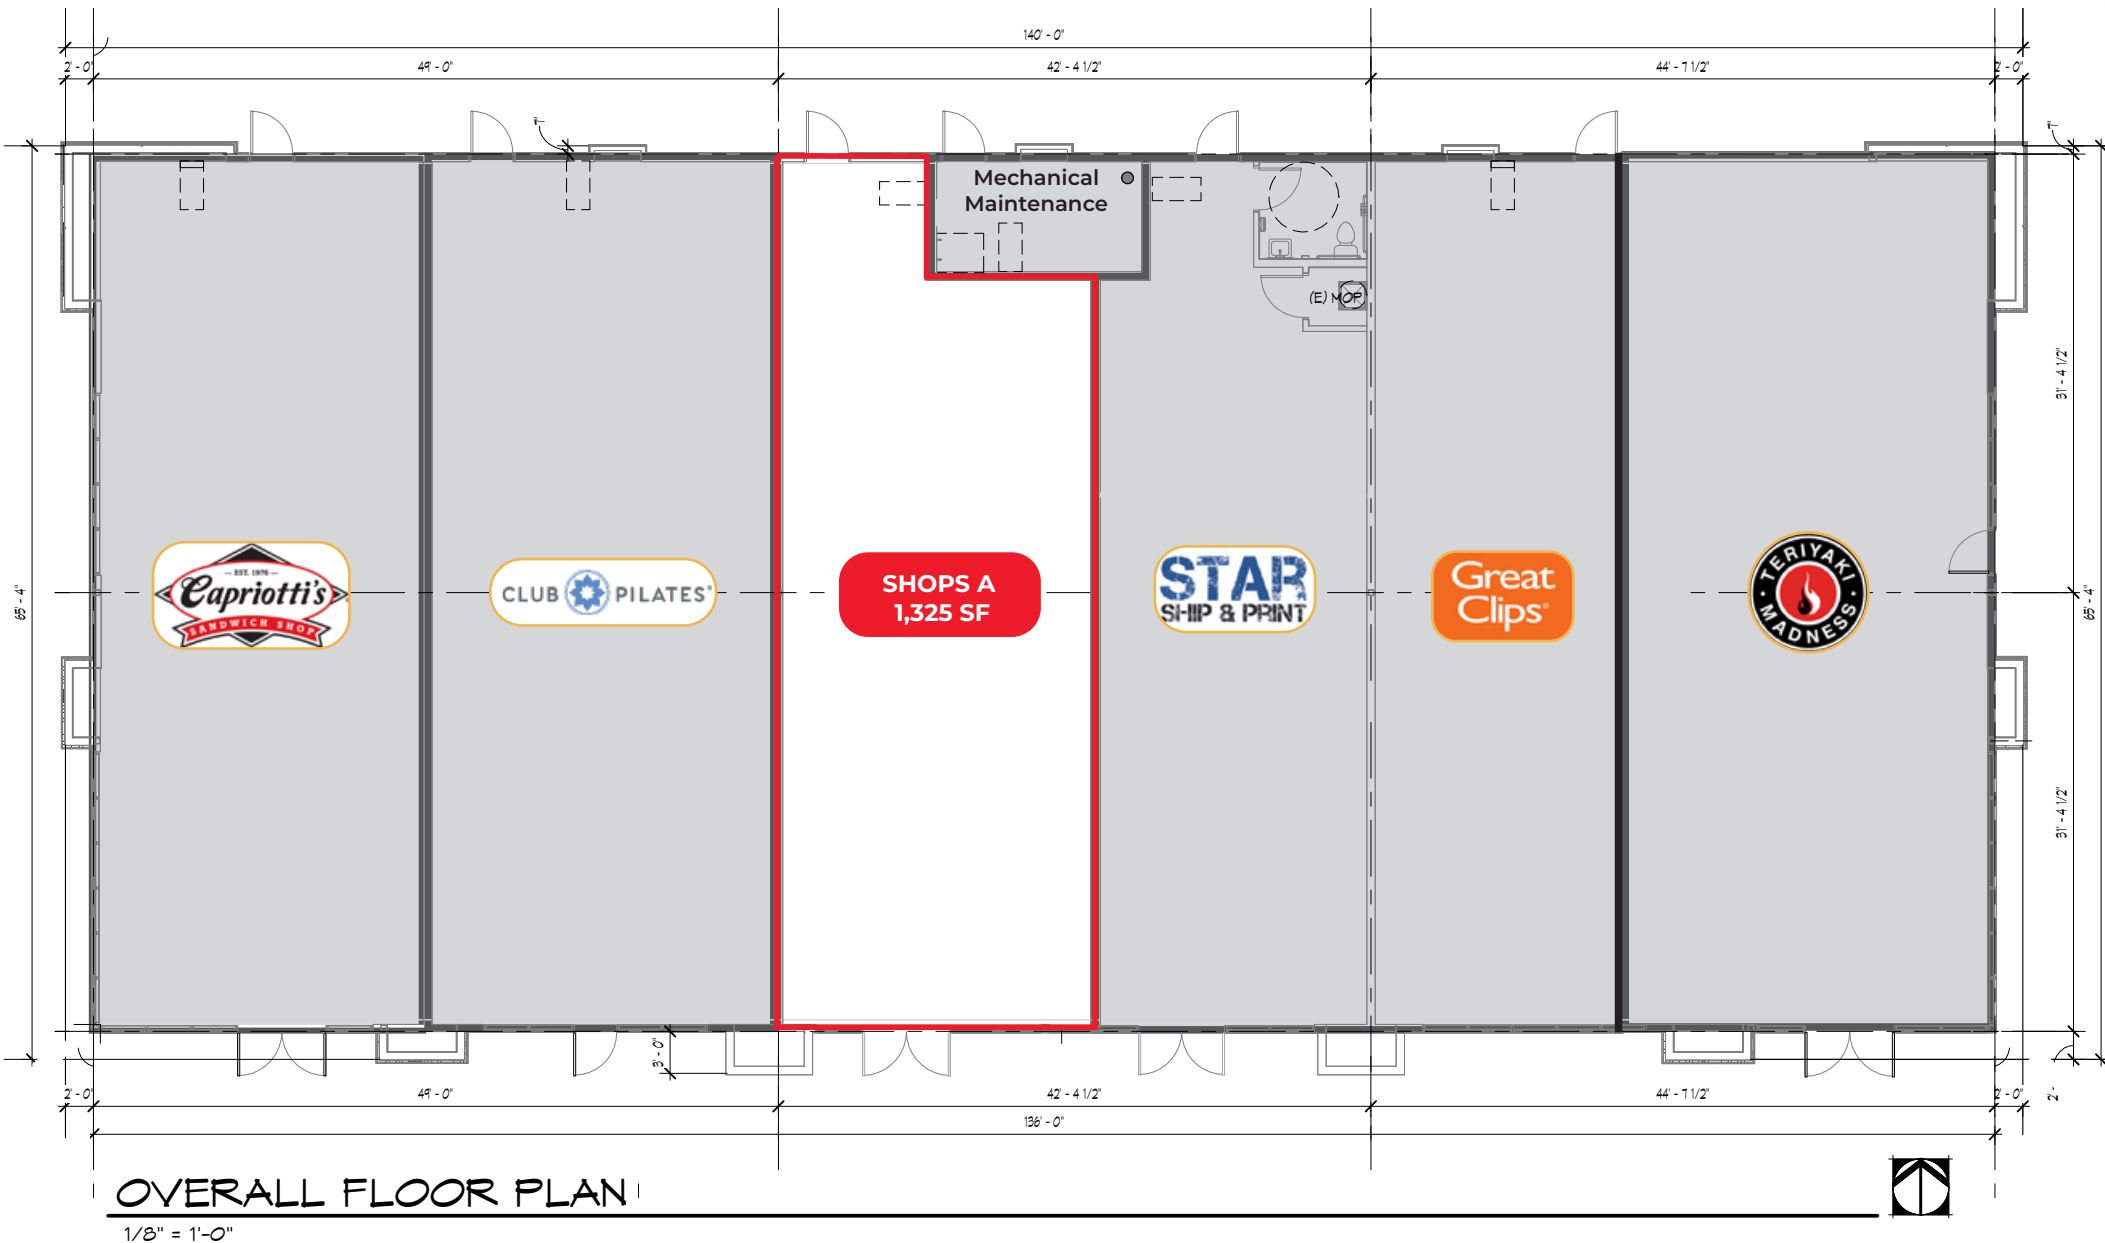 140' - 0"
2' - 0"
49' - 0"
42' - 4 1/2"
44' - 7 1/2"
2' - 0"
7"
7"
Mechanical
Maintenance
(E) MOP
31' - 4 1/2"
EST. 1976
Capriotti's
SANDWICH SHOP
CLUB PILATES®
SHOPS A
1,325 SF
STAR
SHIP & PRINT
Great
Clips®
TERIYAKI
MADNESS
65' - 4"
65' - 4"
31' - 4 1/2"
3' - 0"
2' - 0"
49' - 0"
42' - 4 1/2"
44' - 7 1/2"
2' - 0"
2' -
136' - 0"
OVERALL FLOOR PLAN
1/8" = 1'-0"